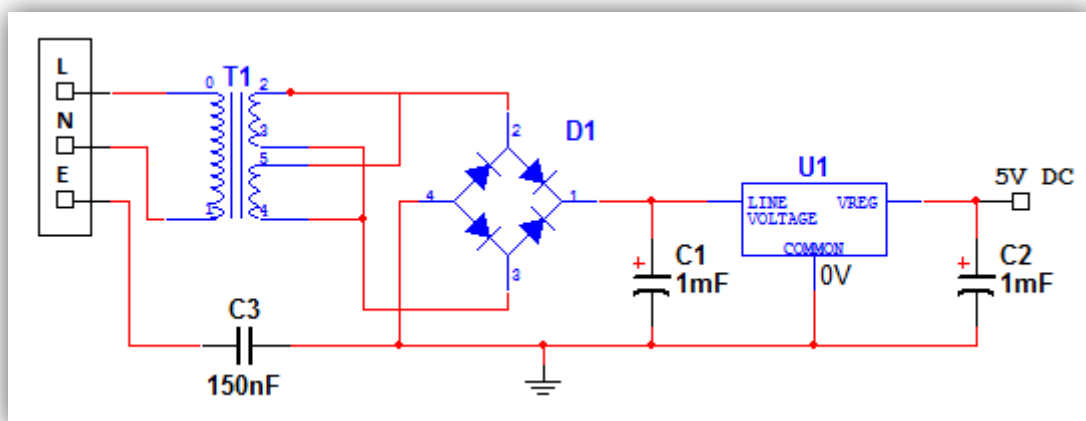 L
N
E
T1
0
1
2
3
5
4
D1
2
4
1
3
U1
LINE VREG
VOLTAGE
COMMON
0V
5V DC
+
C1
1mF
+
C2
1mF
C3
150nF